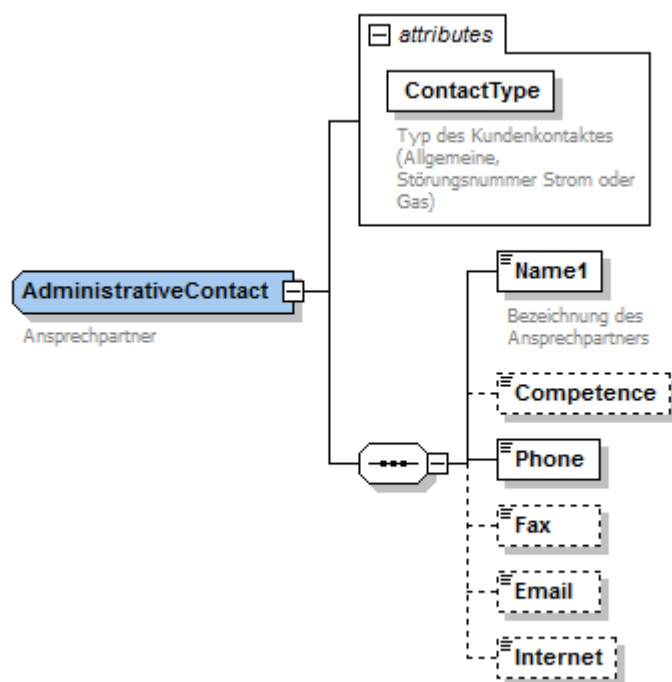 attributes
ContactType
Typ des Kundenkontaktes
(Allgemeine,
Störungsnummer Strom oder
Gas)
AdministrativeContact
Ansprechpartner
Name1
Bezeichnung des
Ansprechpartners
Competence
Phone
Fax
Email
Internet